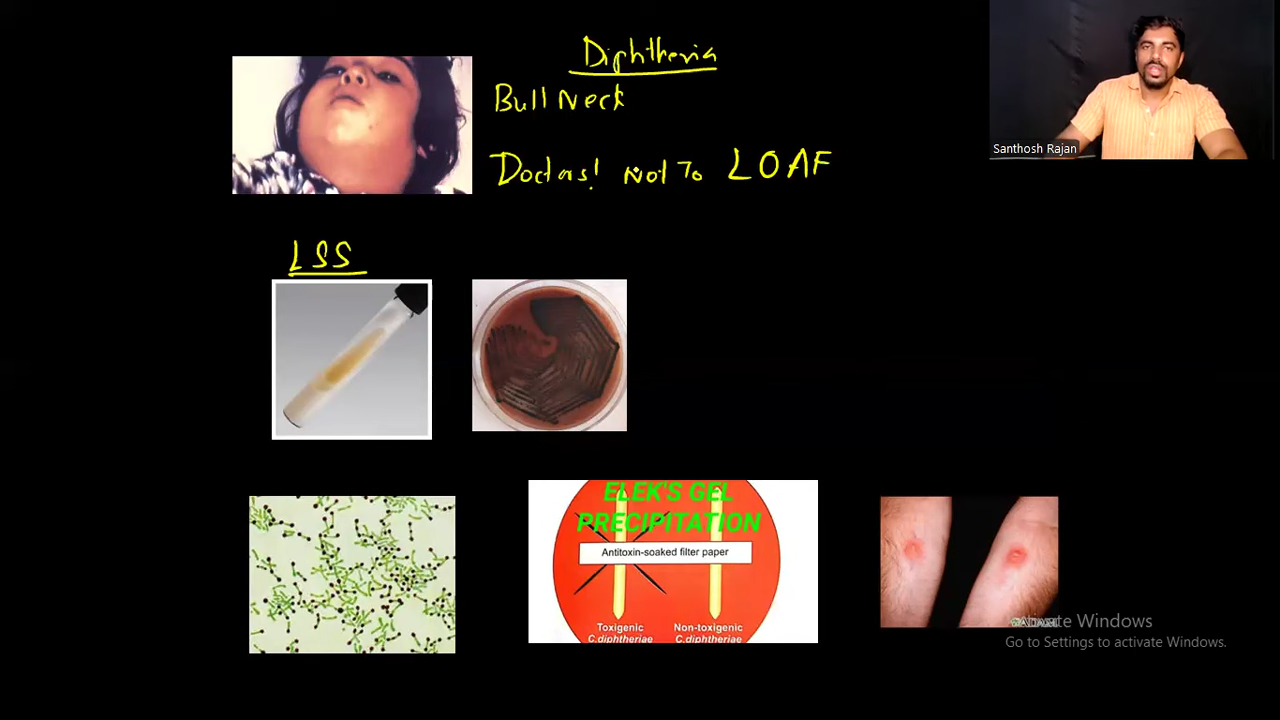 Diphtheria
Bull Neck
Doctors! Not To LOAF
Santhosh Rajan
LSS
ELEK'S GEL
PRECIPITATION
Antitoxin-soaked filter paper
Toxigenic
C.diphtheriae
Non-toxigenic
C.diphtheriae
Activate Windows
Go to Settings to activate Windows.